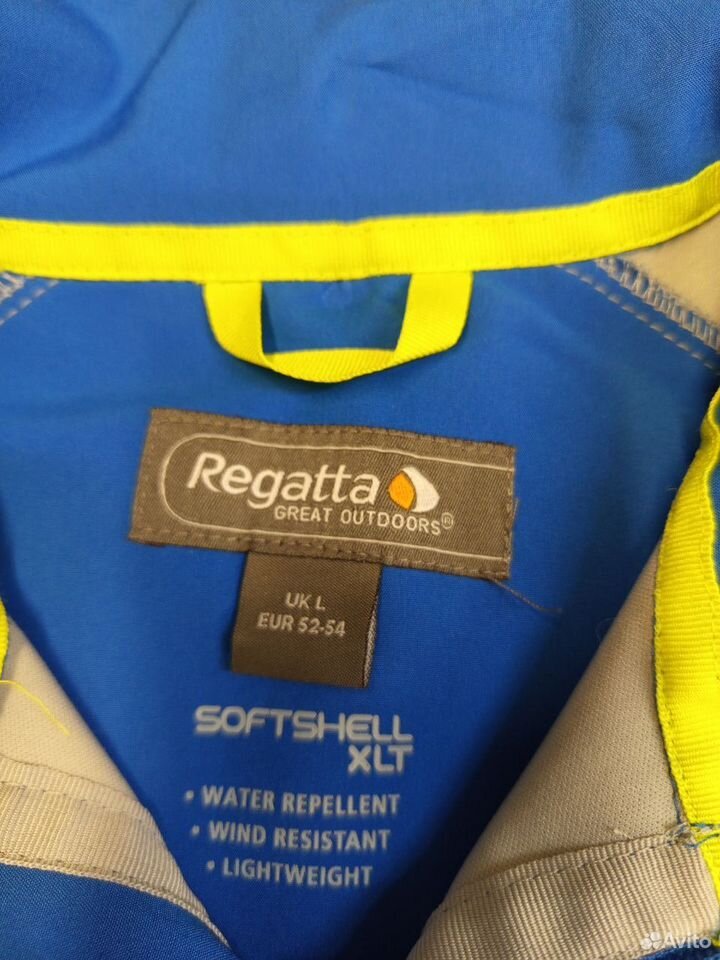 Regatta
GREAT OUTDOORS®
UK L
EUR 52-54
SOFTSHELL
XLT
• WATER REPELLENT
• WIND RESISTANT
• LIGHTWEIGHT
Avito